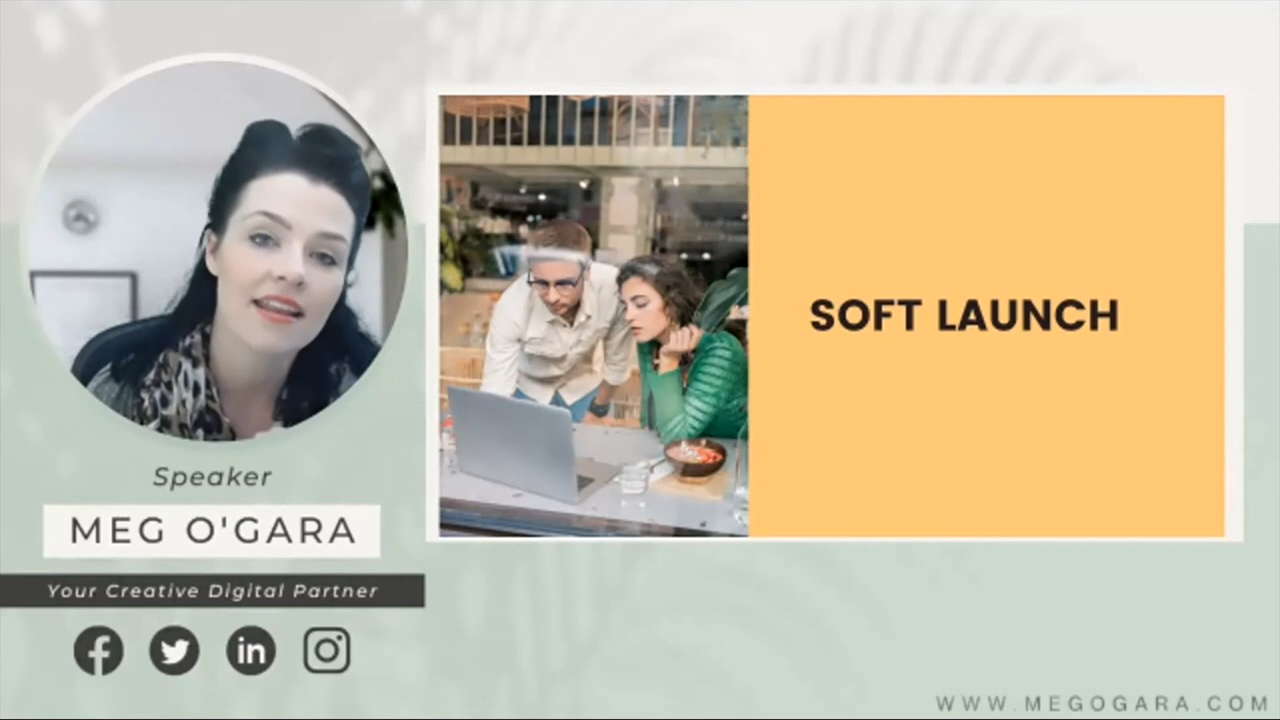 Speaker
MEG O'GARA
Your Creative Digital Partner
SOFT LAUNCH
WWW.MEGOGARA.COM